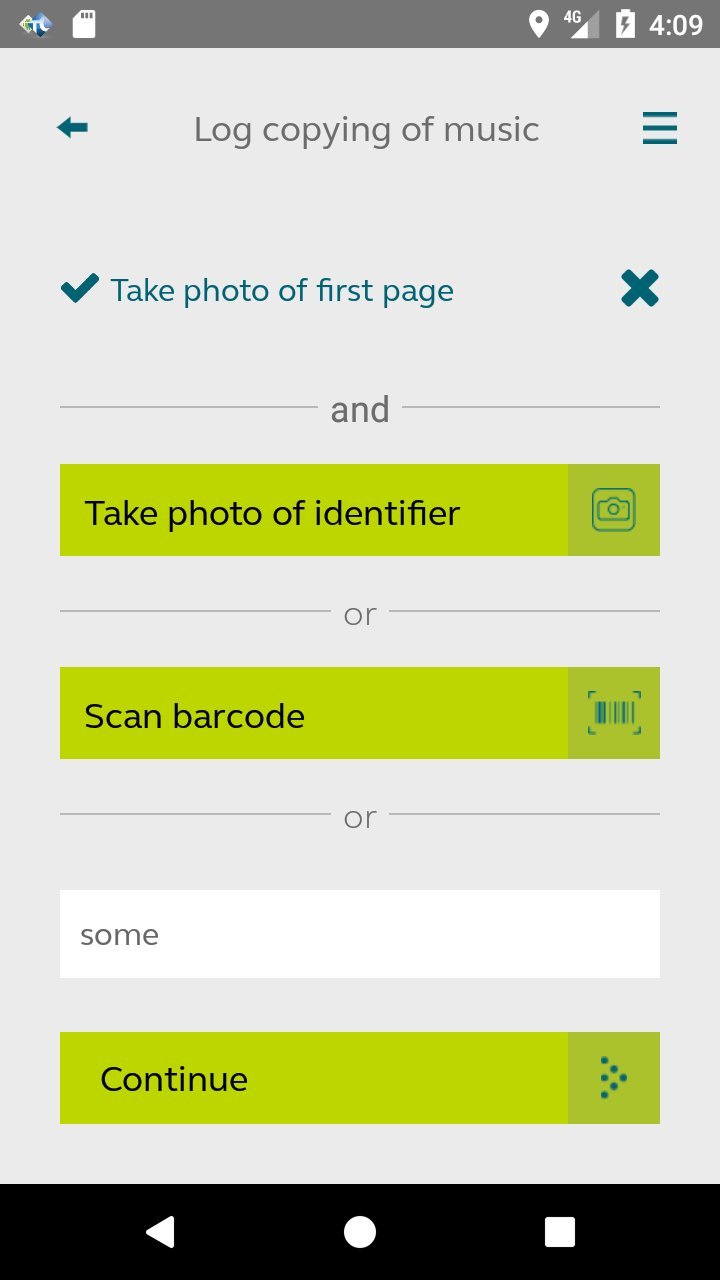 4G 4:09
Log copying of music
Take photo of first page
and
Take photo of identifier
or
Scan barcode
or
some
Continue